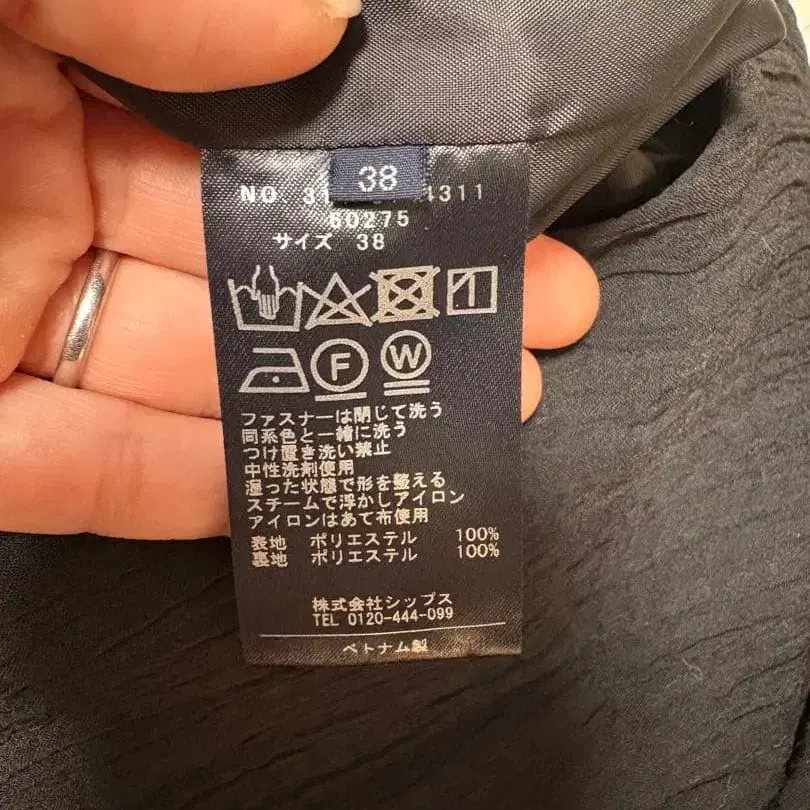 38
NO. 31 4311
60275
サイズ 38
F
W
ファスナーは閉じて洗う
同系色と一緒に洗う
つけ置き洗い禁止
中性洗剤使用
湿った状態で形を整える
スチームで浮かしアイロン
アイロンはあて布使用
表地 ポリエステル 100%
裏地 ポリエステル 100%
株式会社シップス
TEL 0120-444-099
ベトナム製